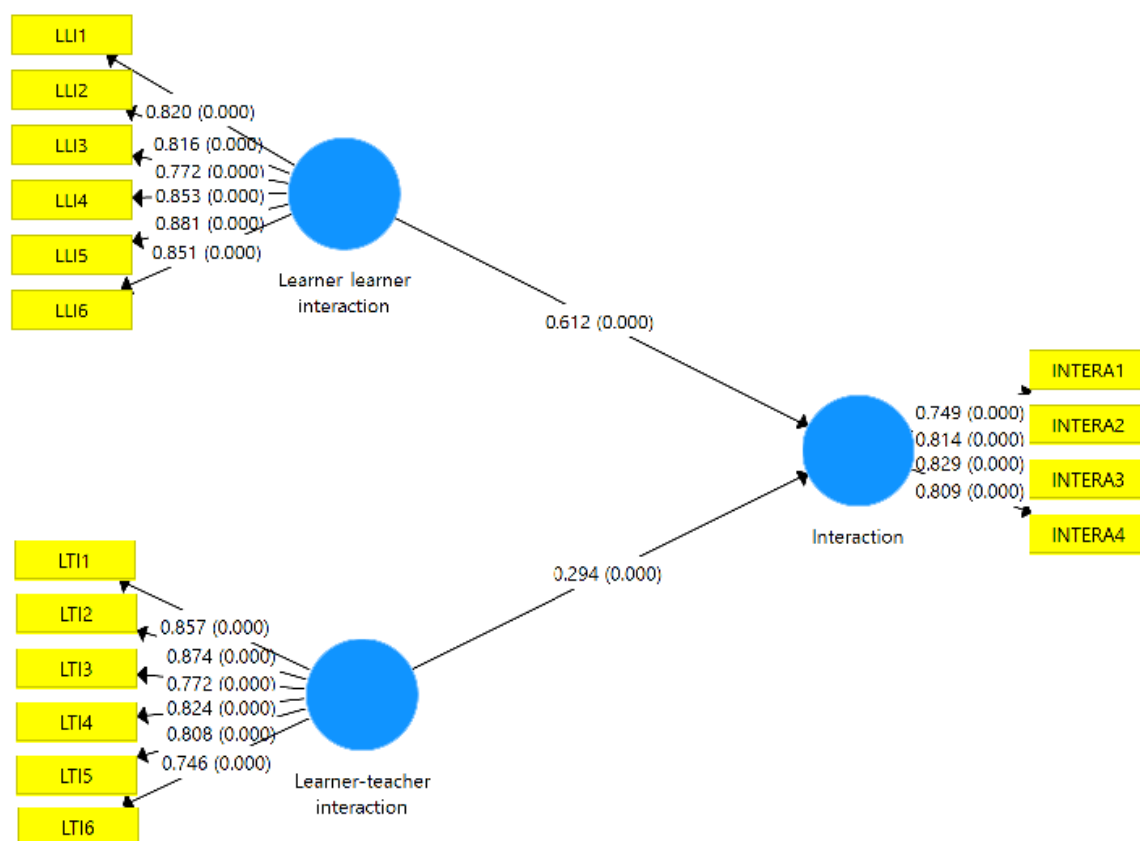 LLI1
LLI2
LLI3
LLI4
LLI5
LLI6
0.820 (0.000)
0.816 (0.000)
0.772 (0.000)
0.853 (0.000)
0.881 (0.000)
0.851 (0.000)
Learner learner
interaction
0.612 (0.000)
INTERA1
INTERA2
INTERA3
INTERA4
0.749 (0.000)
0.814 (0.000)
0.829 (0.000)
0.809 (0.000)
Interaction
0.294 (0.000)
LTI1
LTI2
LTI3
LTI4
LTI5
LTI6
0.857 (0.000)
0.874 (0.000)
0.772 (0.000)
0.824 (0.000)
0.808 (0.000)
0.746 (0.000)
Learner-teacher
interaction